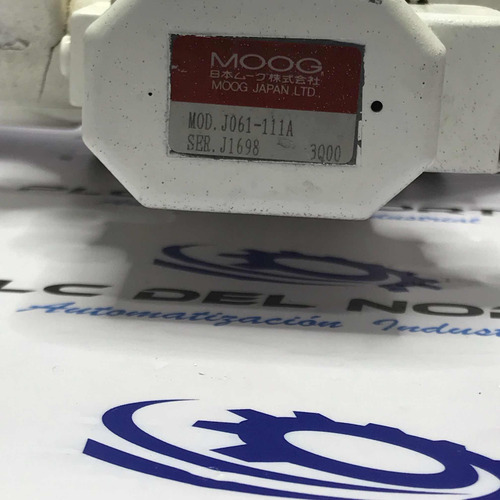 MOOG
日本ムーグ株式会社
MOOG JAPAN LTD.
MOD.J061-111A
SER.J1698 3000
LC DEL NO
Automatización Indust